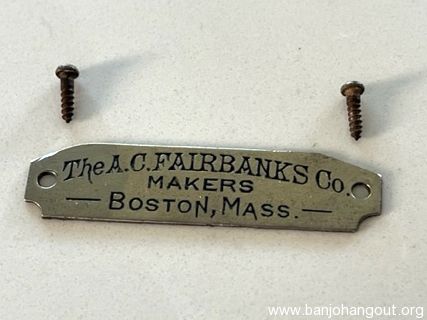 The A.C. FAIRBANKS Co.
MAKERS
— BOSTON, MASS. —
www.banjohangout.org